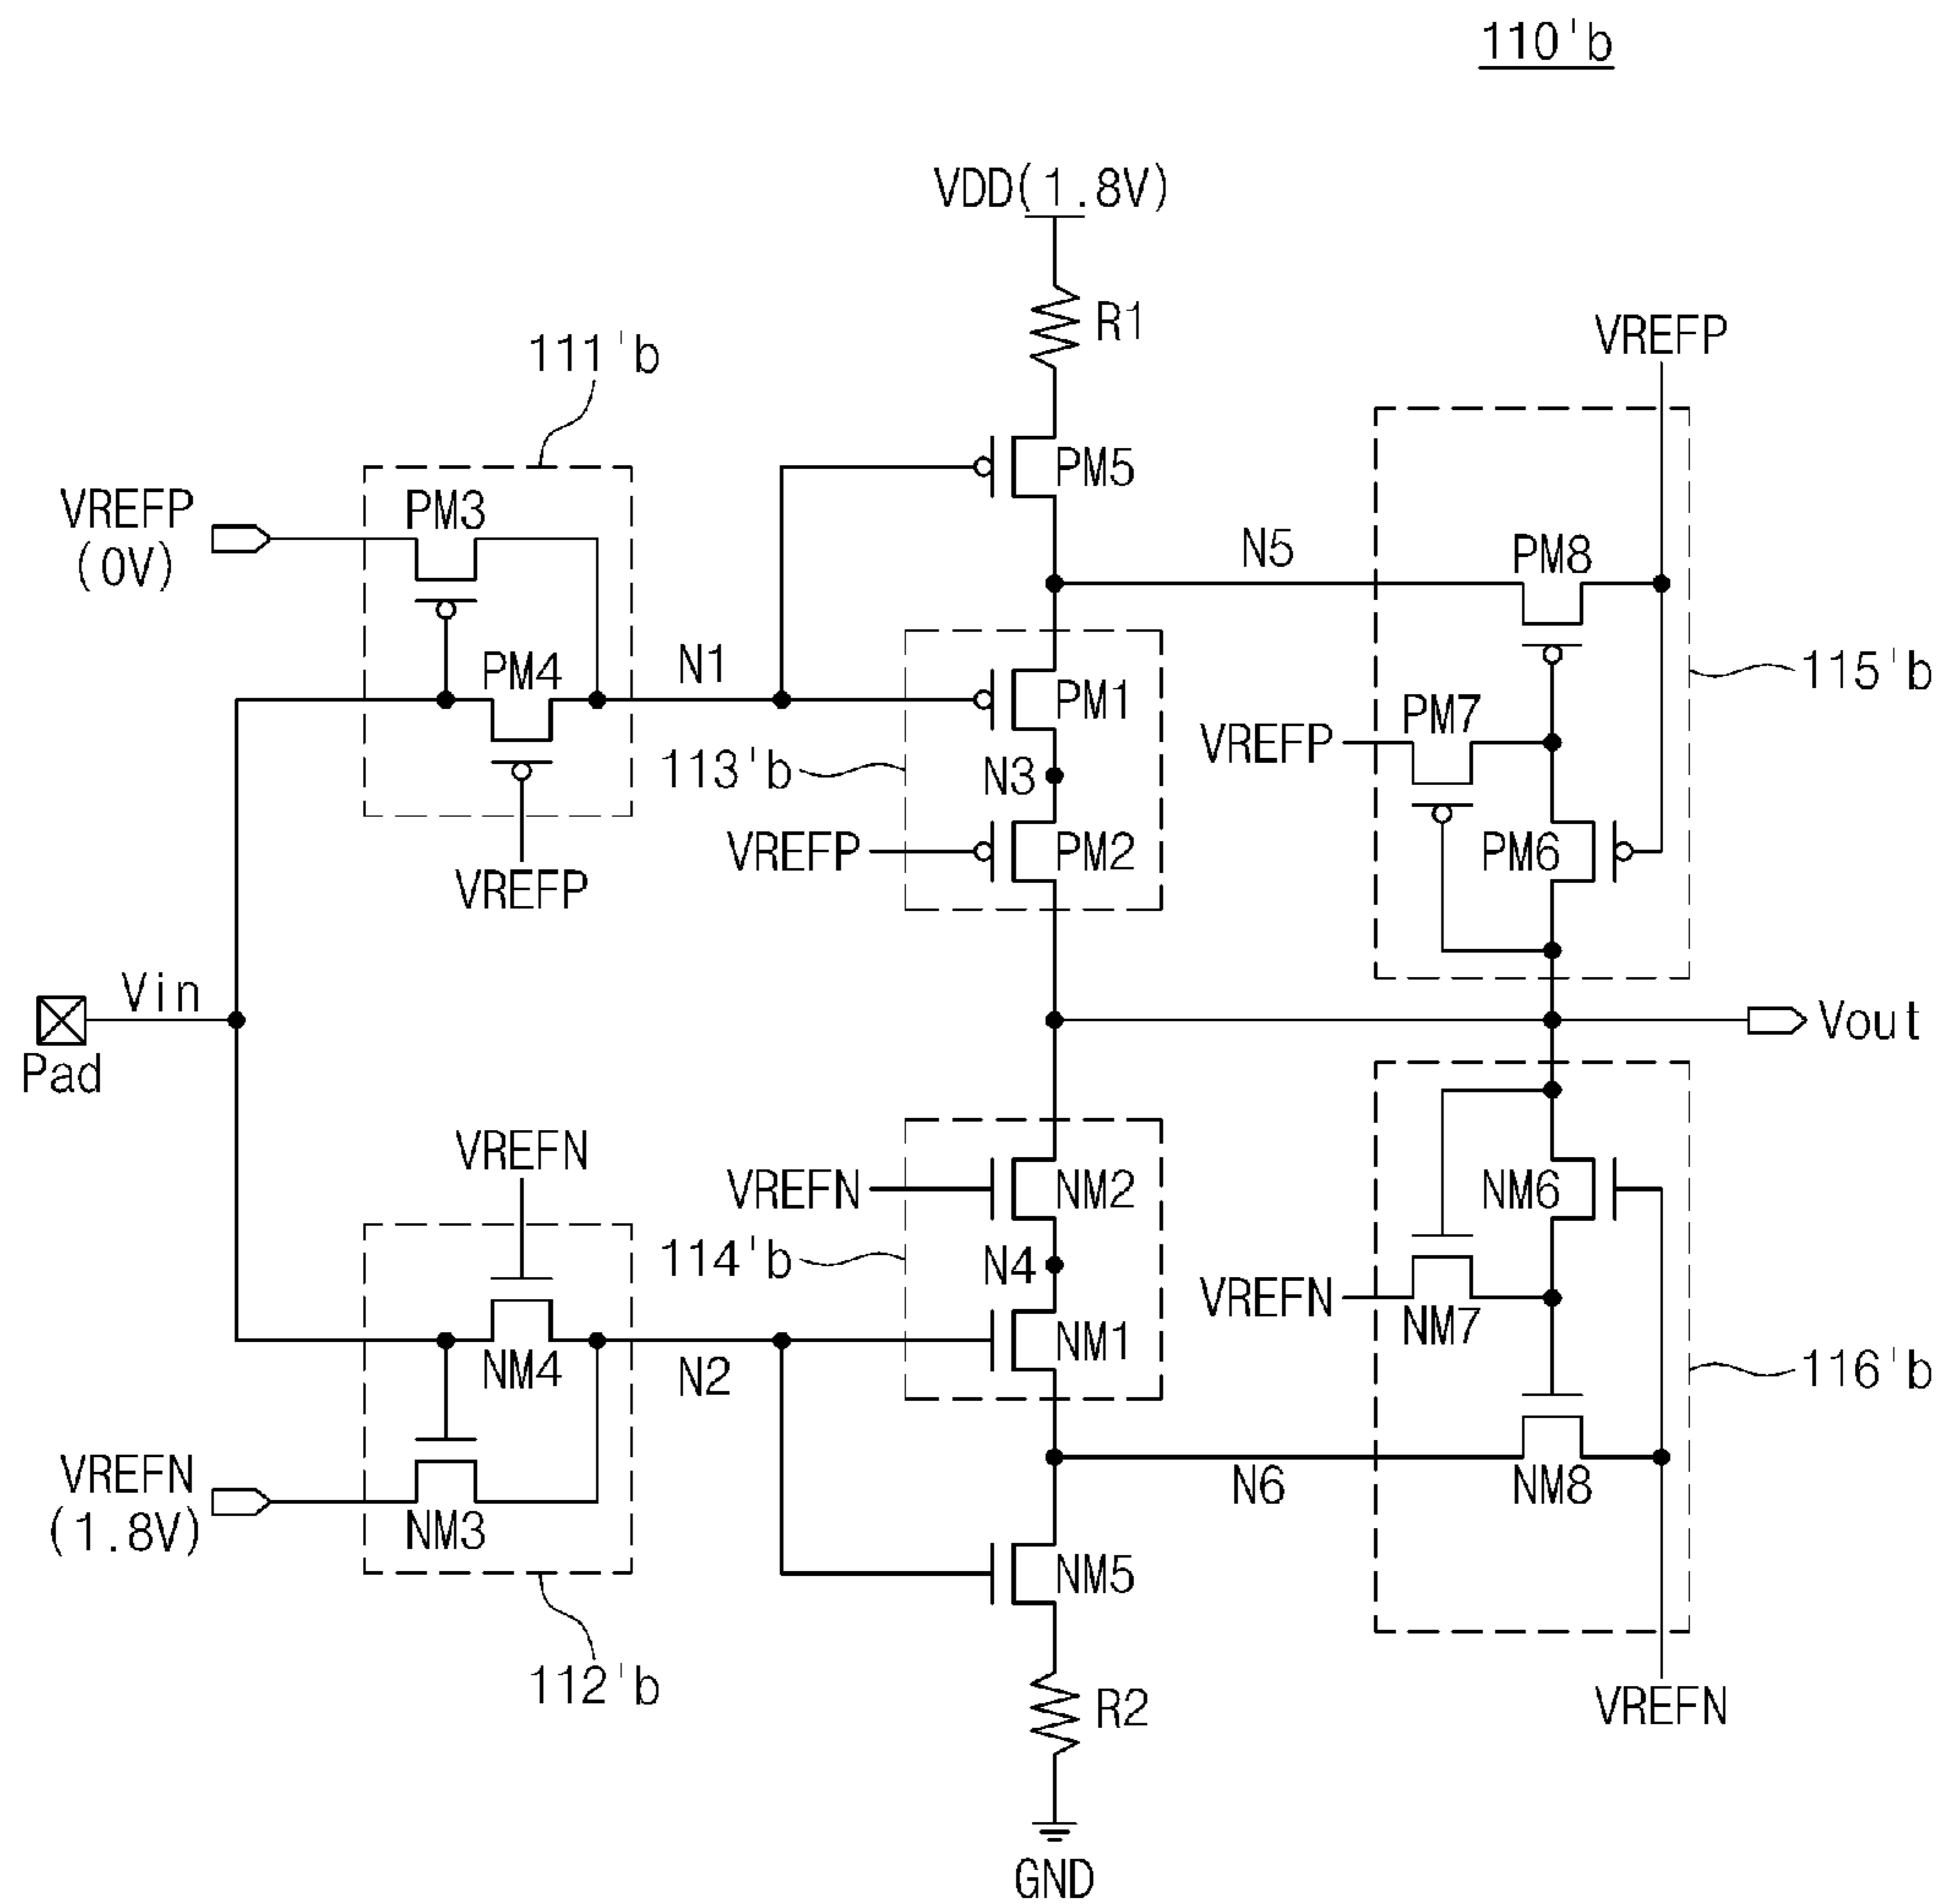 110'b
VDD(1.8V)
R1
VREFP
111'b
PM5
VREFP
(0V)
PM3
N5
PM8
PM4
N1
PM1
115'b
PM7
VREFP
113'b
N3
VREFP
PM2
PM6
VREFP
Vin
Pad
Vout
VREFN
VREFN
NM2
NM6
114'b
N4
VREFN
NM7
NM4
N2
NM1
116'b
VREFN
(1.8V)
NM3
N6
NM8
NM5
112'b
R2
VREFN
GND